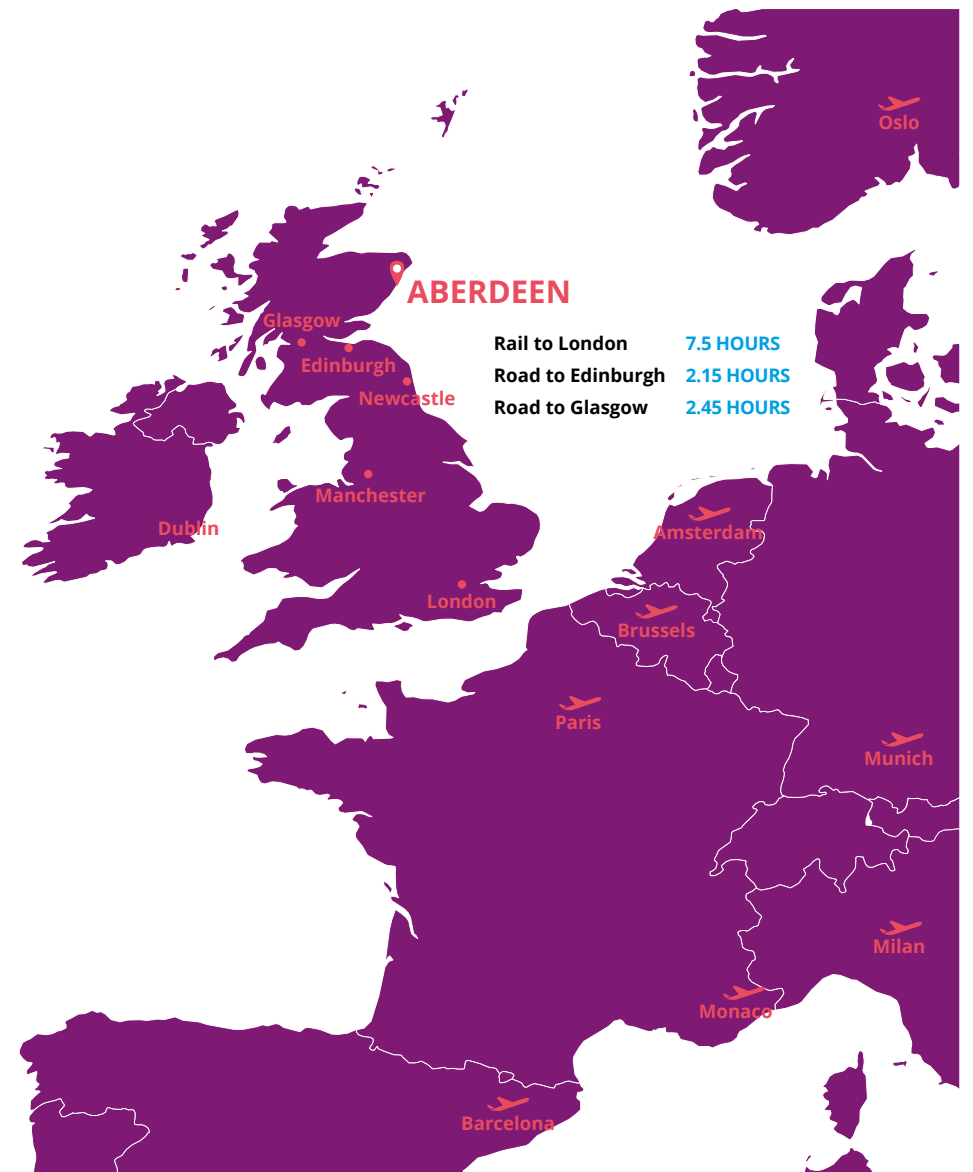 Oslo
ABERDEEN
Glasgow
Edinburgh
Newcastle
Rail to London 7.5 HOURS
Road to Edinburgh 2.15 HOURS
Road to Glasgow 2.45 HOURS
Manchester
Dublin
Amsterdam
London
Brussels
Paris
Munich
Milan
Monaco
Barcelona